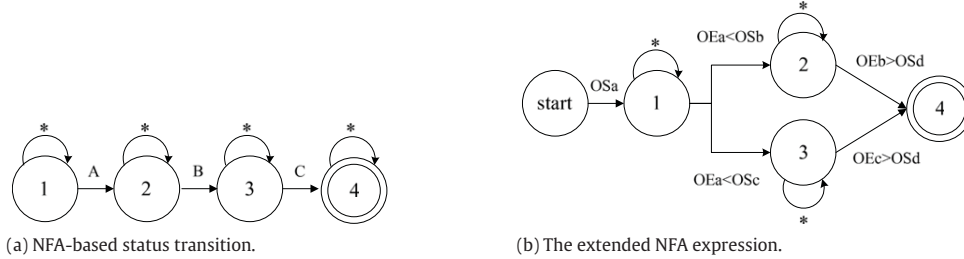 * * * *
1 A 2 B 3 C 4
(a) NFA-based status transition.
* *
OEa<OSb
2
OEb>OSd
OSa
start 1 4
3
OEa<OSc
OEc>OSd
*
(b) The extended NFA expression.